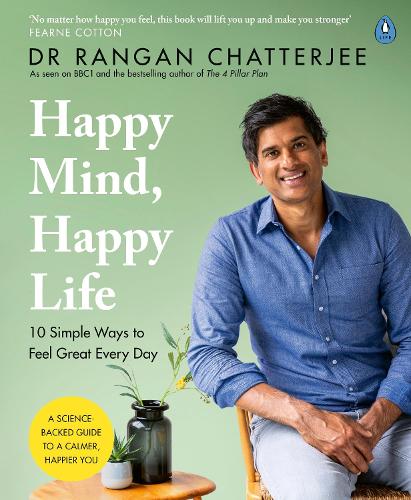 ‘No matter how happy you feel, this book will lift you up and make you stronger’
FEARNE COTTON
DR RANGAN CHATTERJEE
As seen on BBC1 and the bestselling author of The 4 Pillar Plan
Happy
Mind,
Happy
Life
10 Simple Ways to
Feel Great Every Day
A SCIENCE-
BACKED GUIDE
TO A CALMER,
HAPPIER YOU
LIFE